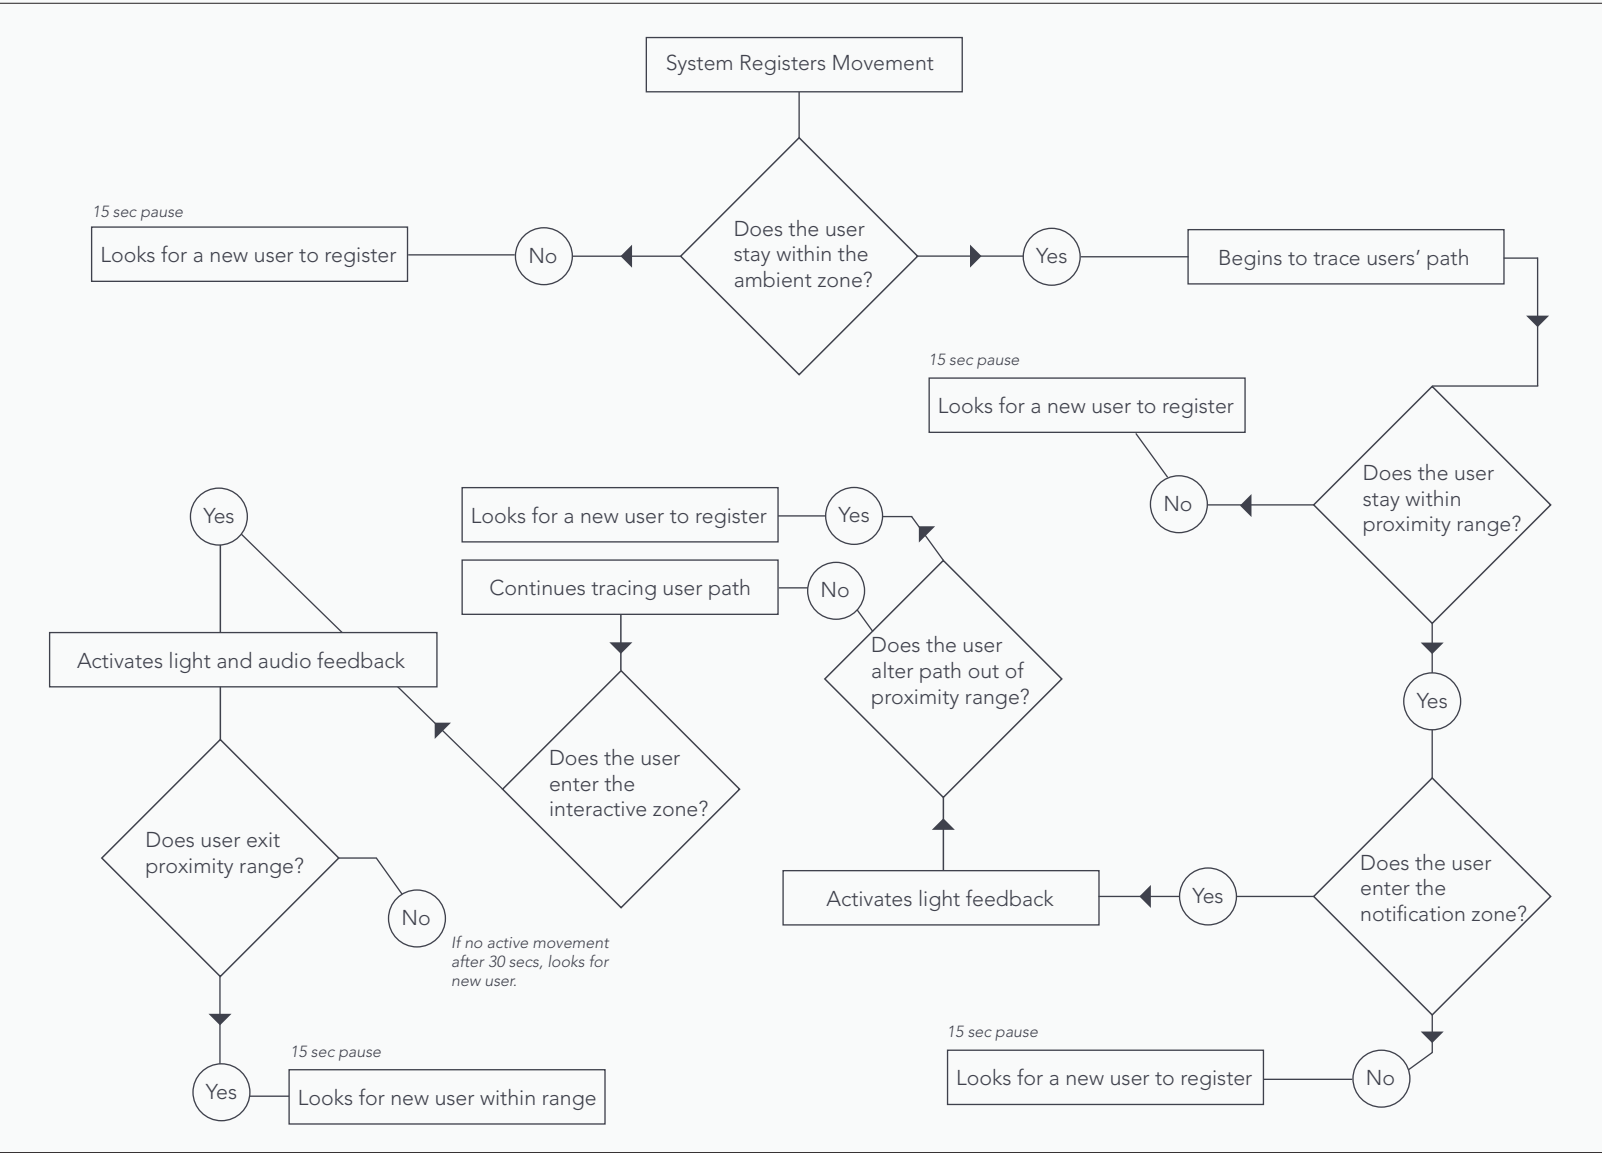 System Registers Movement
15 sec pause
Looks for a new user to register
No
Does the user
stay within the
ambient zone?
Yes
Begins to trace users’ path
15 sec pause
Looks for a new user to register
No
Does the user
stay within
proximity range?
Yes
Does the user
enter the
notification zone?
No
15 sec pause
Looks for a new user to register
Yes
Activates light feedback
Does the user
alter path out of
proximity range?
Yes
Looks for a new user to register
No
Continues tracing user path
Does the user
enter the
interactive zone?
Yes
Activates light and audio feedback
Does user exit
proximity range?
No
If no active movement
after 30 secs, looks for
new user.
Yes
15 sec pause
Looks for new user within range